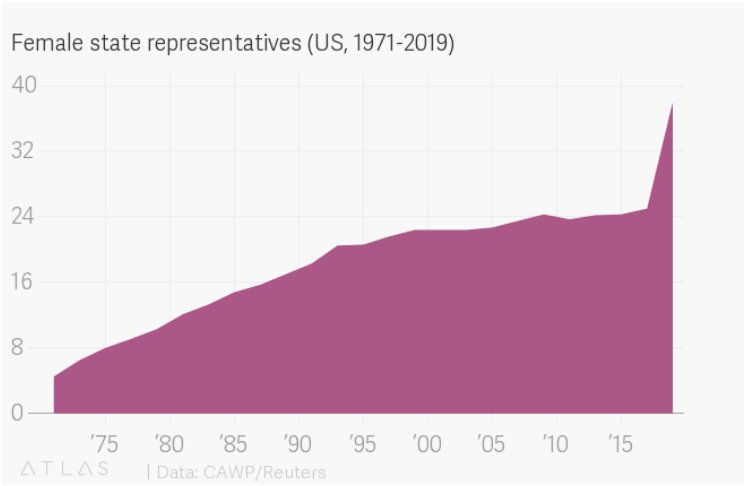 Female state representatives (US, 1971-2019)
40
32
24
16
8
0
'75 '80 '85 '90 '95 '00 '05 '10 '15
ATLAS | Data: CAWP/Reuters